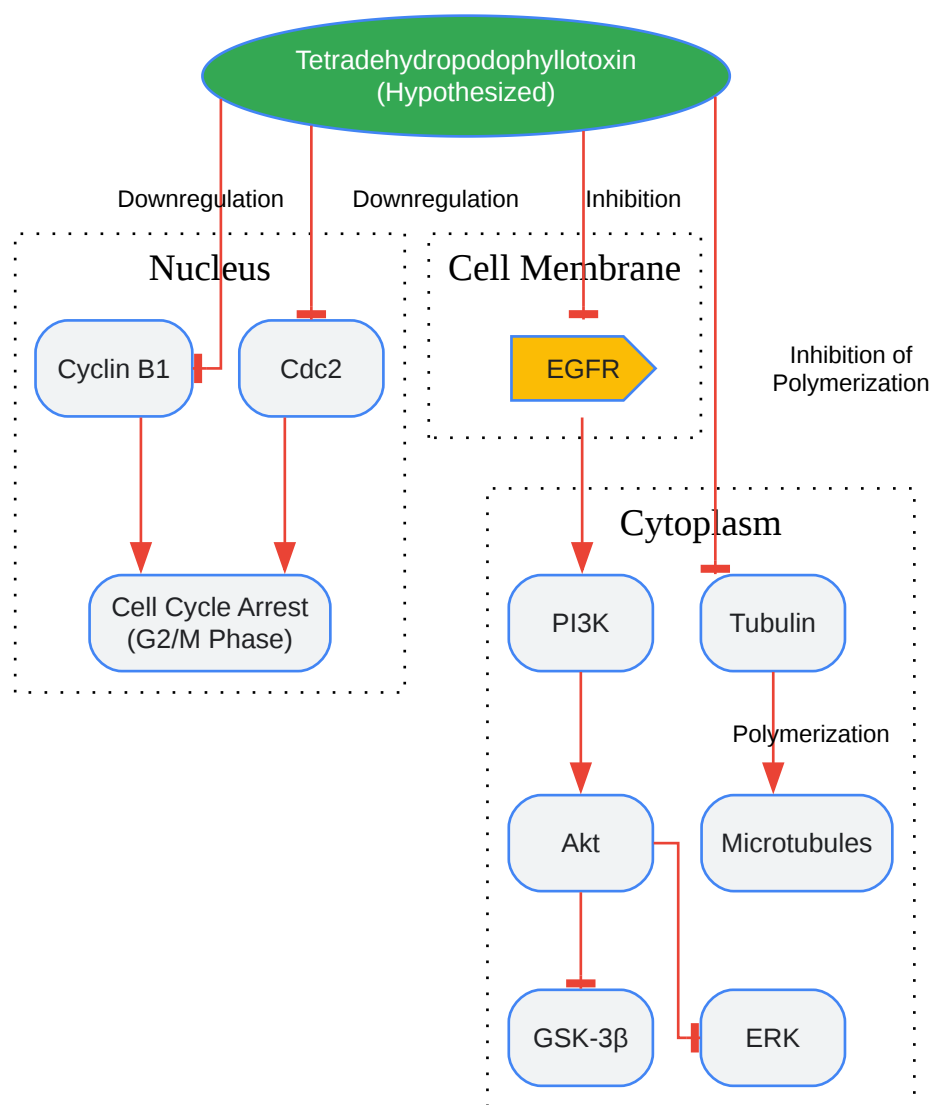 Tetradehydropodophyllotoxin
(Hypothesized)
Downregulation
Downregulation
Inhibition
Nucleus
Cell Membrane
Inhibition of
Polymerization
Cyclin B1
Cdc2
EGFR
Cytoplasm
Cell Cycle Arrest
(G2/M Phase)
PI3K
Tubulin
Polymerization
Akt
Microtubules
GSK-3β
ERK